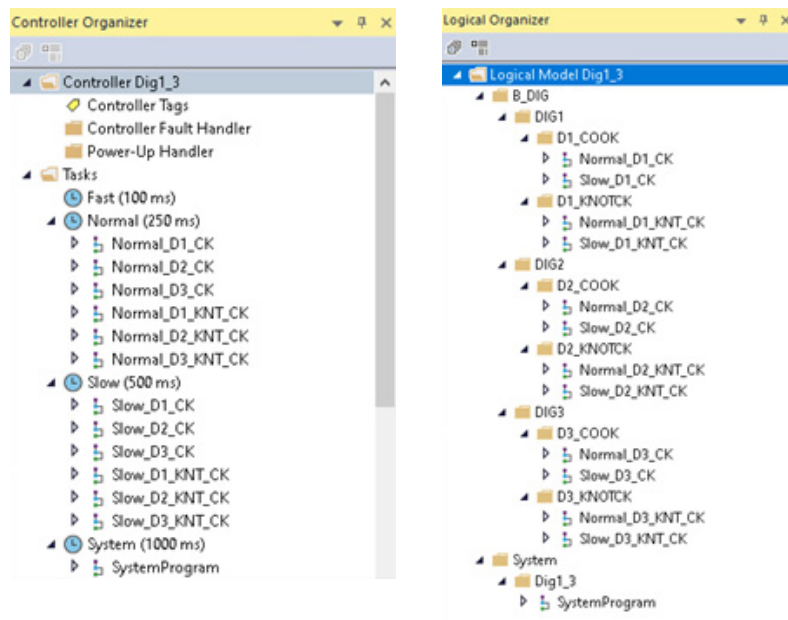 Controller Organizer
Controller Dig1_3
Controller Tags
Controller Fault Handler
Power-Up Handler
Tasks
Fast (100 ms)
Normal (250 ms)
Normal_D1_CK
Normal_D2_CK
Normal_D3_CK
Normal_D1_KNT_CK
Normal_D2_KNT_CK
Normal_D3_KNT_CK
Slow (500 ms)
Slow_D1_CK
Slow_D2_CK
Slow_D3_CK
Slow_D1_KNT_CK
Slow_D2_KNT_CK
Slow_D3_KNT_CK
System (1000 ms)
SystemProgram
Logical Organizer
Logical Model Dig1_3
B_DIG
DIG1
D1_COOK
Normal_D1_CK
Slow_D1_CK
D1_KNOTCK
Normal_D1_KNT_CK
Slow_D1_KNT_CK
DIG2
D2_COOK
Normal_D2_CK
Slow_D2_CK
D2_KNOTCK
Normal_D2_KNT_CK
Slow_D2_KNT_CK
DIG3
D3_COOK
Normal_D3_CK
Slow_D3_CK
D3_KNOTCK
Normal_D3_KNT_CK
Slow_D3_KNT_CK
System
Dig1_3
SystemProgram